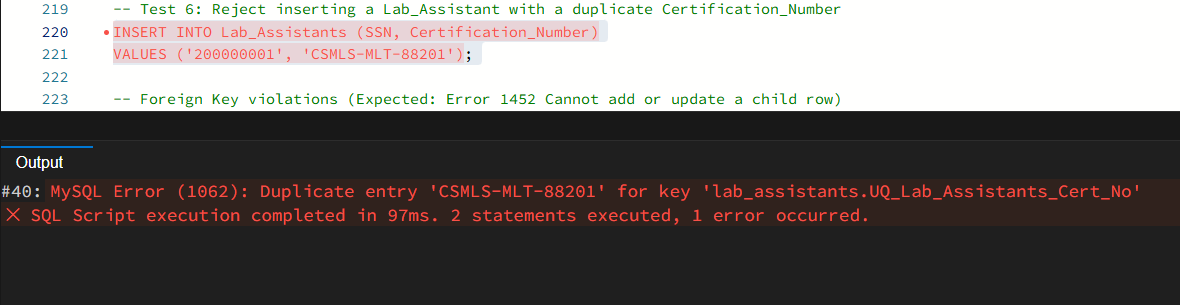 219 -- Test 6: Reject inserting a Lab_Assistant with a duplicate Certification_Number
220 INSERT INTO Lab_Assistants (SSN, Certification_Number)
221 VALUES ('200000001', 'CSMLS-MLT-88201');
222
223 -- Foreign Key violations (Expected: Error 1452 Cannot add or update a child row)
Output
#40: MySQL Error (1062): Duplicate entry 'CSMLS-MLT-88201' for key 'lab_assistants.UQ_Lab_Assistants_Cert_No'
✕ SQL Script execution completed in 97ms. 2 statements executed, 1 error occurred.